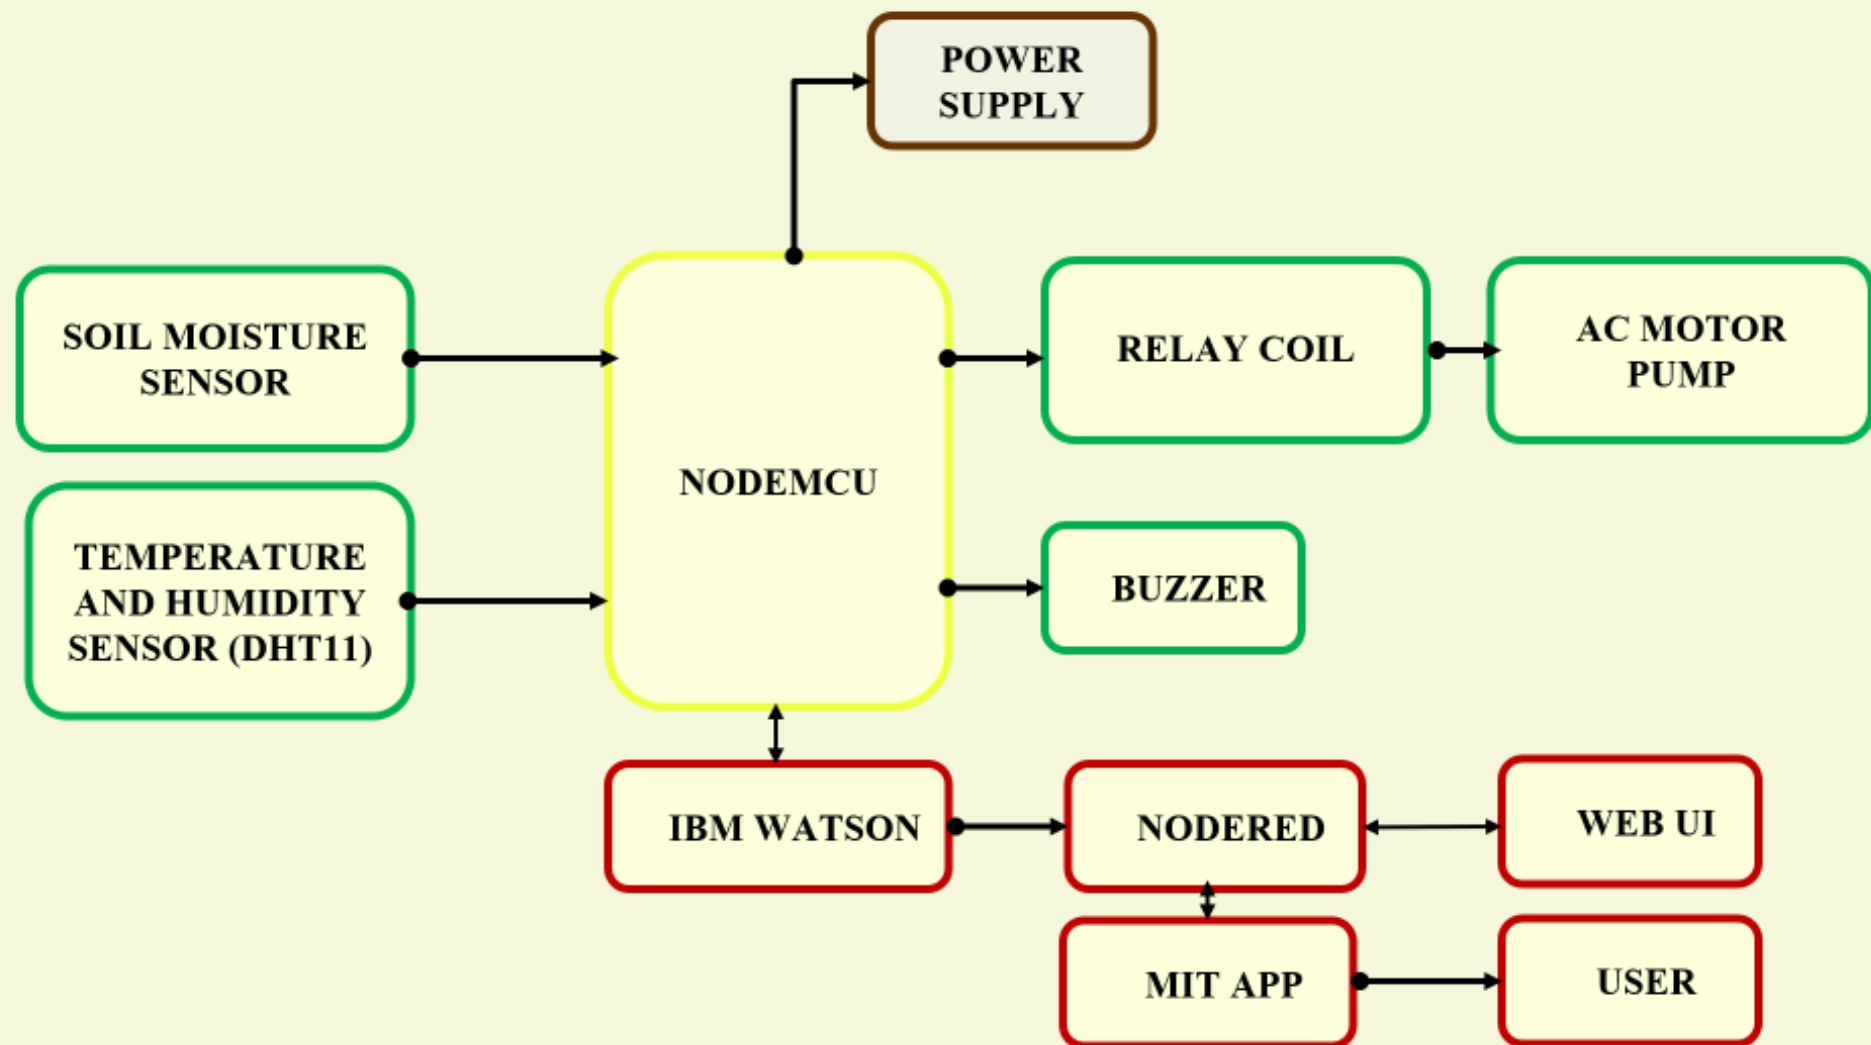 POWER
SUPPLY
SOIL MOISTURE
SENSOR
NODEMCU
RELAY COIL
AC MOTOR
PUMP
TEMPERATURE
AND HUMIDITY
SENSOR (DHT11)
BUZZER
IBM WATSON
NODERED
WEB UI
MIT APP
USER